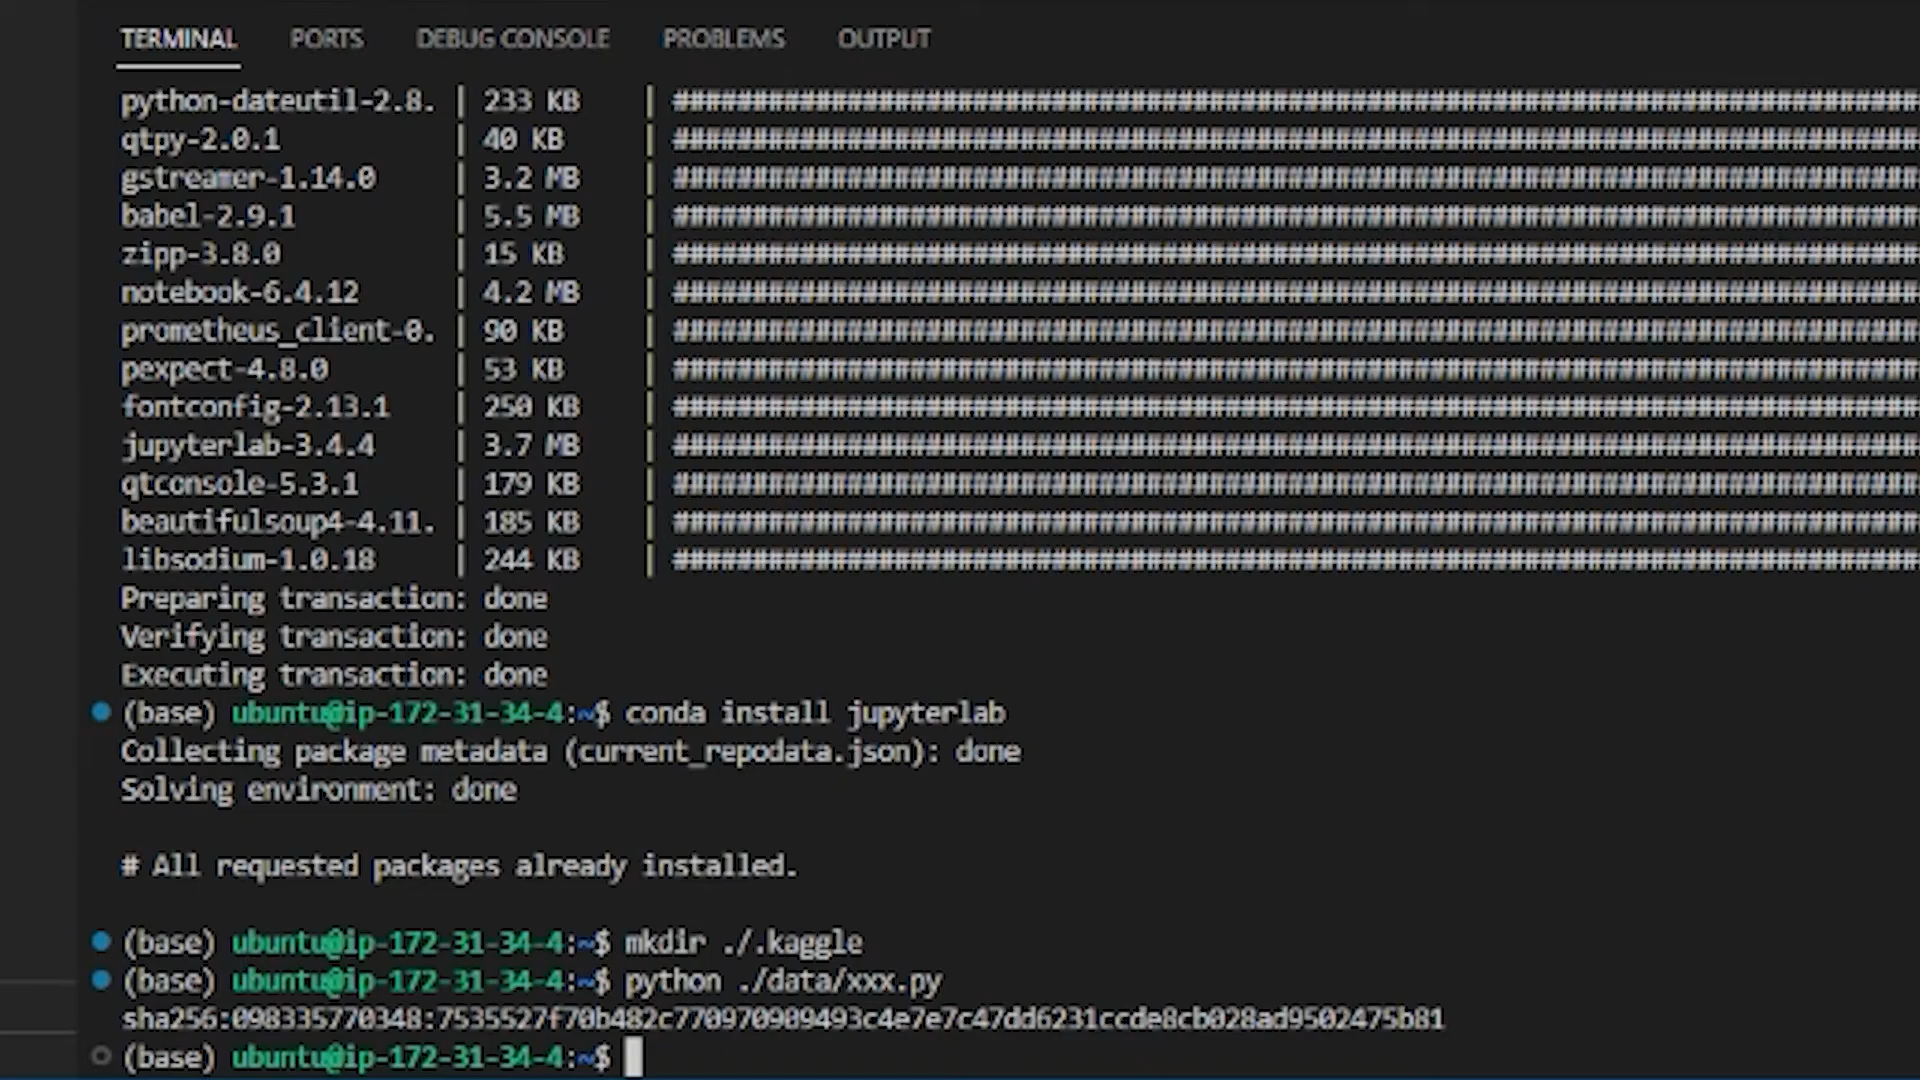 TERMINAL PORTS DEBUG CONSOLE PROBLEMS OUTPUT
python-dateutil-2.8. | 233 KB | ##############################################################################
qtpy-2.0.1 | 40 KB | ##############################################################################
gstreamer-1.14.0 | 3.2 MB | ##############################################################################
babel-2.9.1 | 5.5 MB | ##############################################################################
zipp-3.8.0 | 15 KB | ##############################################################################
notebook-6.4.12 | 4.2 MB | ##############################################################################
prometheus_client-0. | 90 KB | ##############################################################################
pexpect-4.8.0 | 53 KB | ##############################################################################
fontconfig-2.13.1 | 250 KB | ##############################################################################
jupyterlab-3.4.4 | 3.7 MB | ##############################################################################
qtconsole-5.3.1 | 179 KB | ##############################################################################
beautifulsoup4-4.11. | 185 KB | ##############################################################################
libsodium-1.0.18 | 244 KB | ##############################################################################
Preparing transaction: done
Verifying transaction: done
Executing transaction: done
(base) ubuntu@ip-172-31-34-4:~$ conda install jupyterlab
Collecting package metadata (current_repodata.json): done
Solving environment: done
# All requested packages already installed.
(base) ubuntu@ip-172-31-34-4:~$ mkdir ./.kaggle
(base) ubuntu@ip-172-31-34-4:~$ python ./data/xxx.py
sha256:098335770348:7535527f70b482c770970909493c4e7e7c47dd6231ccde8cb028ad9502475b81
(base) ubuntu@ip-172-31-34-4:~$